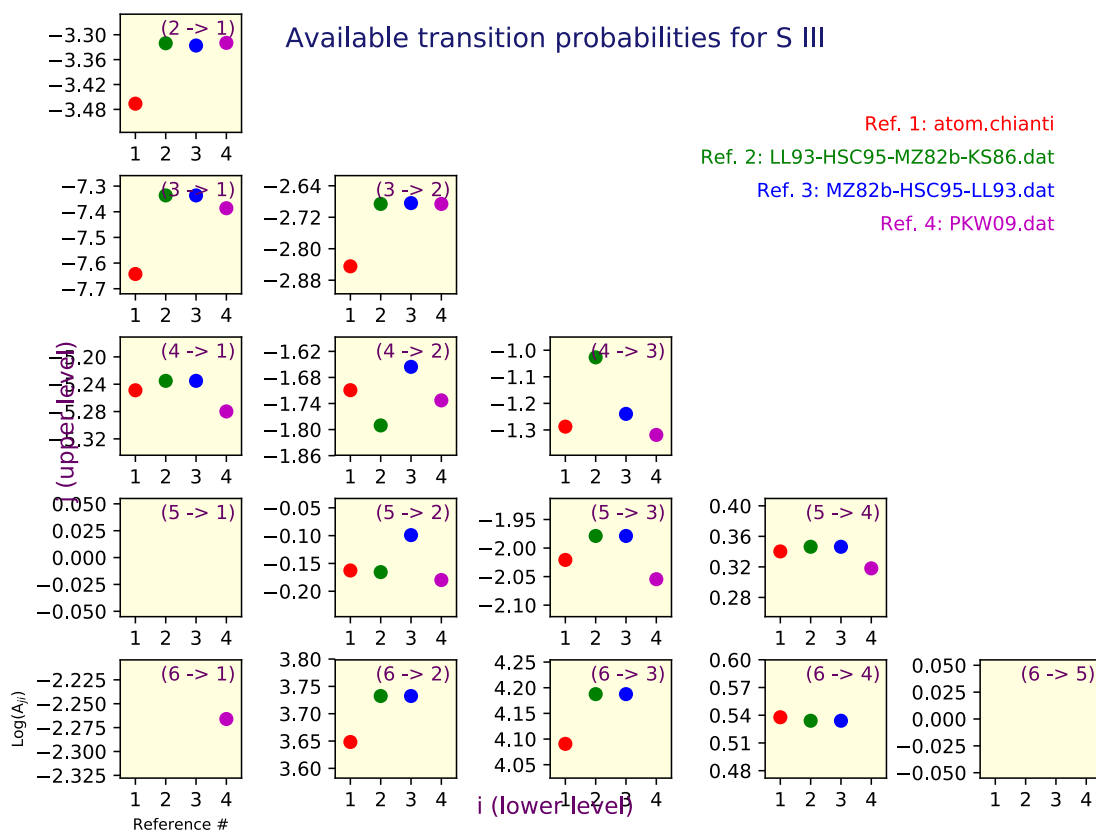 Available transition probabilities for S III
Ref. 1: atom.chianti
Ref. 2: LL93-HSC95-MZ82b-KS86.dat
Ref. 3: MZ82b-HSC95-LL93.dat
Ref. 4: PKW09.dat
(2 -> 1)
−3.30
−3.36
−3.42
−3.48
1 2 3 4
(3 -> 1)
−7.3
−7.4
−7.5
−7.6
−7.7
1 2 3 4
(3 -> 2)
−2.64
−2.72
−2.80
−2.88
1 2 3 4
(4 -> 1)
−5.20
−5.24
−5.28
−5.32
1 2 3 4
(4 -> 2)
−1.62
−1.68
−1.74
−1.80
−1.86
1 2 3 4
(4 -> 3)
−1.0
−1.1
−1.2
−1.3
1 2 3 4
j (upper level)
(5 -> 1)
0.050
0.025
0.000
−0.025
−0.050
1 2 3 4
(5 -> 2)
−0.05
−0.10
−0.15
−0.20
1 2 3 4
(5 -> 3)
−1.95
−2.00
−2.05
−2.10
1 2 3 4
(5 -> 4)
0.40
0.36
0.32
0.28
1 2 3 4
(6 -> 1)
−2.225
−2.250
−2.275
−2.300
−2.325
1 2 3 4
Log(Aji)
Reference #
(6 -> 2)
3.80
3.75
3.70
3.65
3.60
1 2 3 4
(6 -> 3)
4.25
4.20
4.15
4.10
4.05
1 2 3 4
(6 -> 4)
0.60
0.57
0.54
0.51
0.48
1 2 3 4
(6 -> 5)
0.050
0.025
0.000
−0.025
−0.050
1 2 3 4
i (lower level)